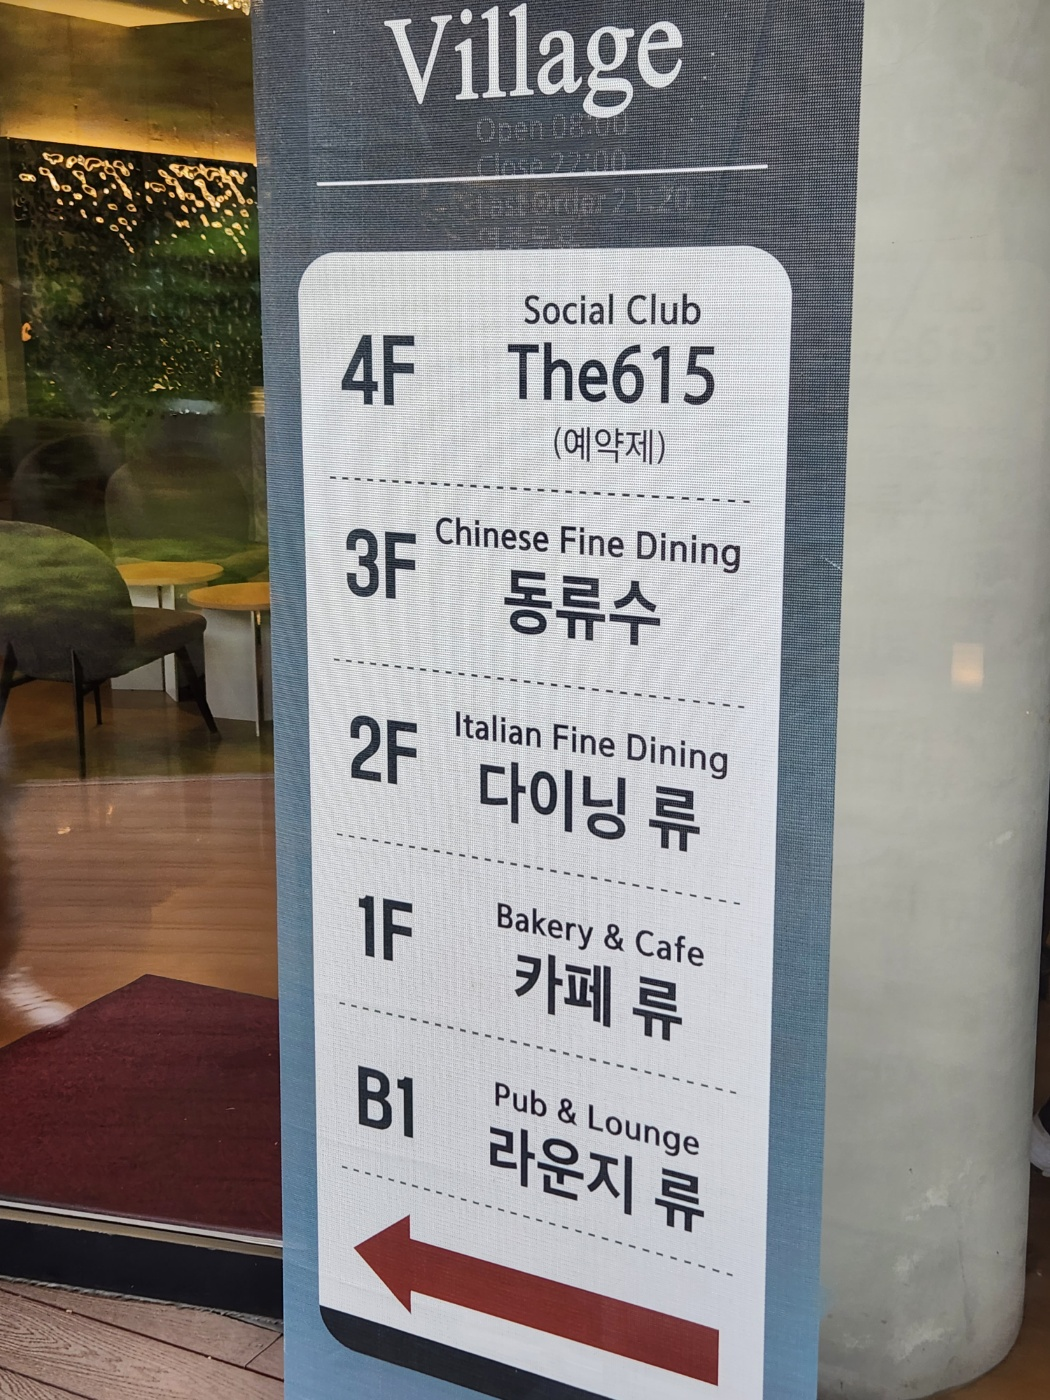 Village
Open 08:00
Close 22:00
Last Order 21:20
4F
Social Club
The615
(예약제)
3F
Chinese Fine Dining
동류수
2F
Italian Fine Dining
다이닝 류
1F
Bakery & Cafe
카페 류
B1
Pub & Lounge
라운지 류